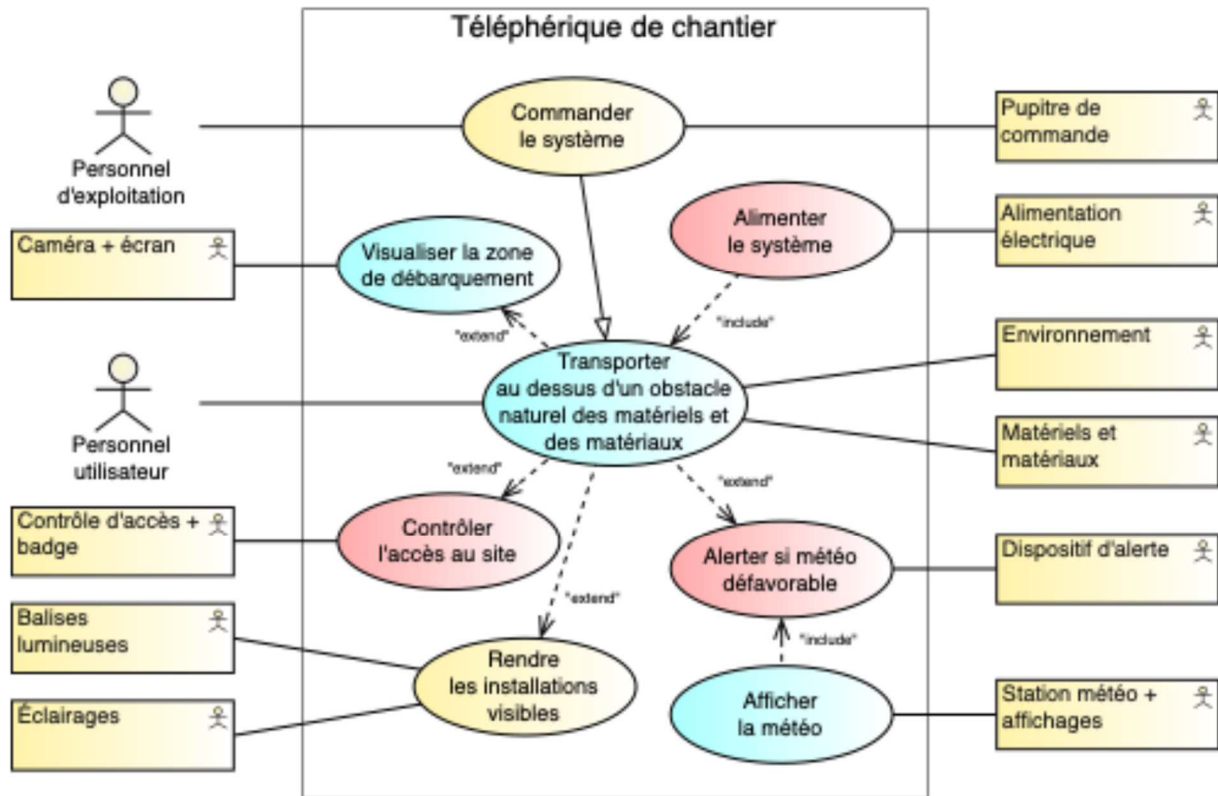 Téléphérique de chantier
Commander
le système
Pupitre de
commande
Personnel
d'exploitation
Alimenter
le système
Alimentation
électrique
Caméra + écran
Visualiser la zone
de débarquement
"extend"
"include"
Environnement
Transporter
au dessus d'un obstacle
naturel des matériels et
des matériaux
Personnel
utilisateur
Matériels et
matériaux
"extend"
"extend"
Contrôle d'accès +
badge
Contrôler
l'accès au site
Alerter si météo
défavorable
Dispositif d'alerte
"extend"
"include"
Balises
lumineuses
Rendre
les installations
visibles
Éclairages
Afficher
la météo
Station météo +
affichages